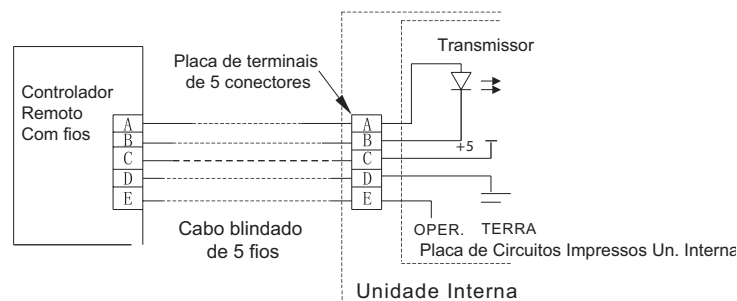 Transmissor
Placa de terminais
de 5 conectores
Controlador
Remoto
Com fios
A
B
C
D
E
A
B
C
D
E
+5
OPER. TERRA
Cabo blindado
de 5 fios
Placa de Circuitos Impressos Un. Interna
Unidade Interna